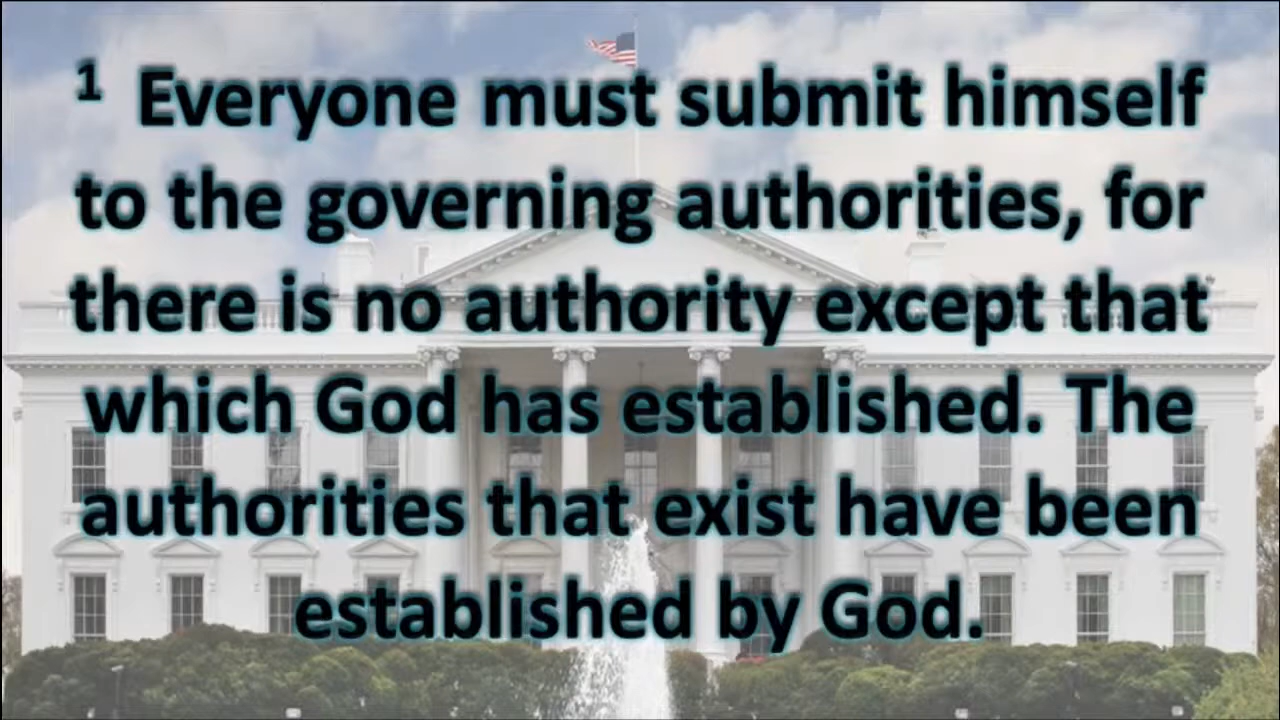 1 Everyone must submit himself
to the governing authorities, for
there is no authority except that
which God has established. The
authorities that exist have been
established by God.